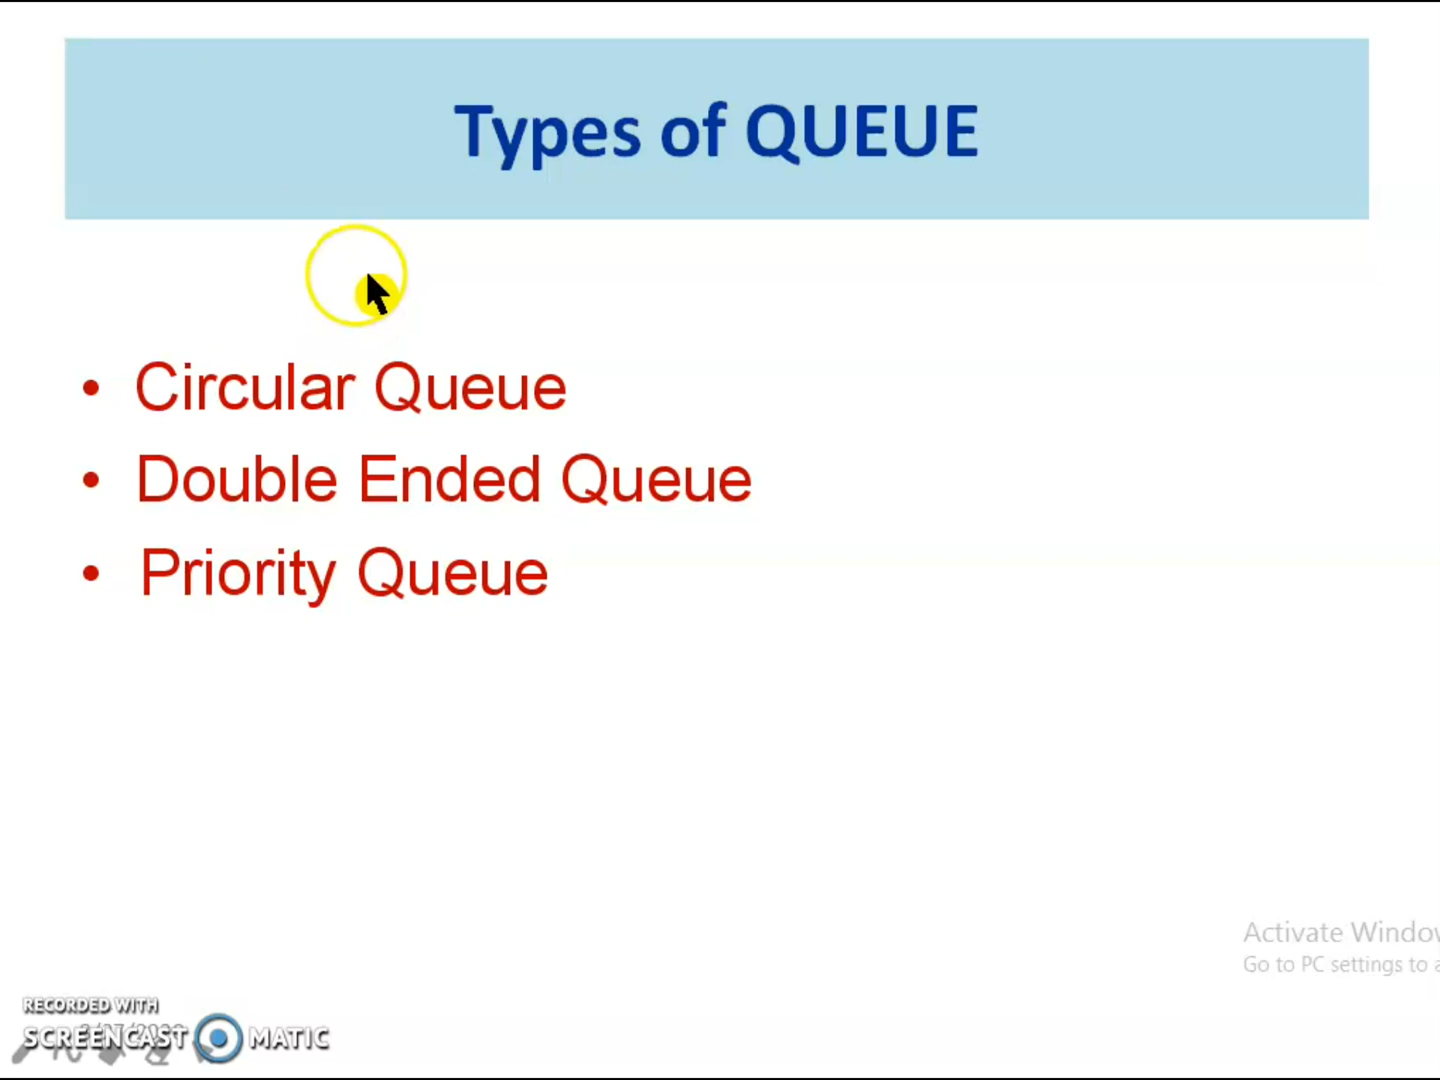 Types of QUEUE
• Circular Queue
• Double Ended Queue
• Priority Queue
Activate Window
Go to PC settings to a
RECORDED WITH
SCREENCAST MATIC